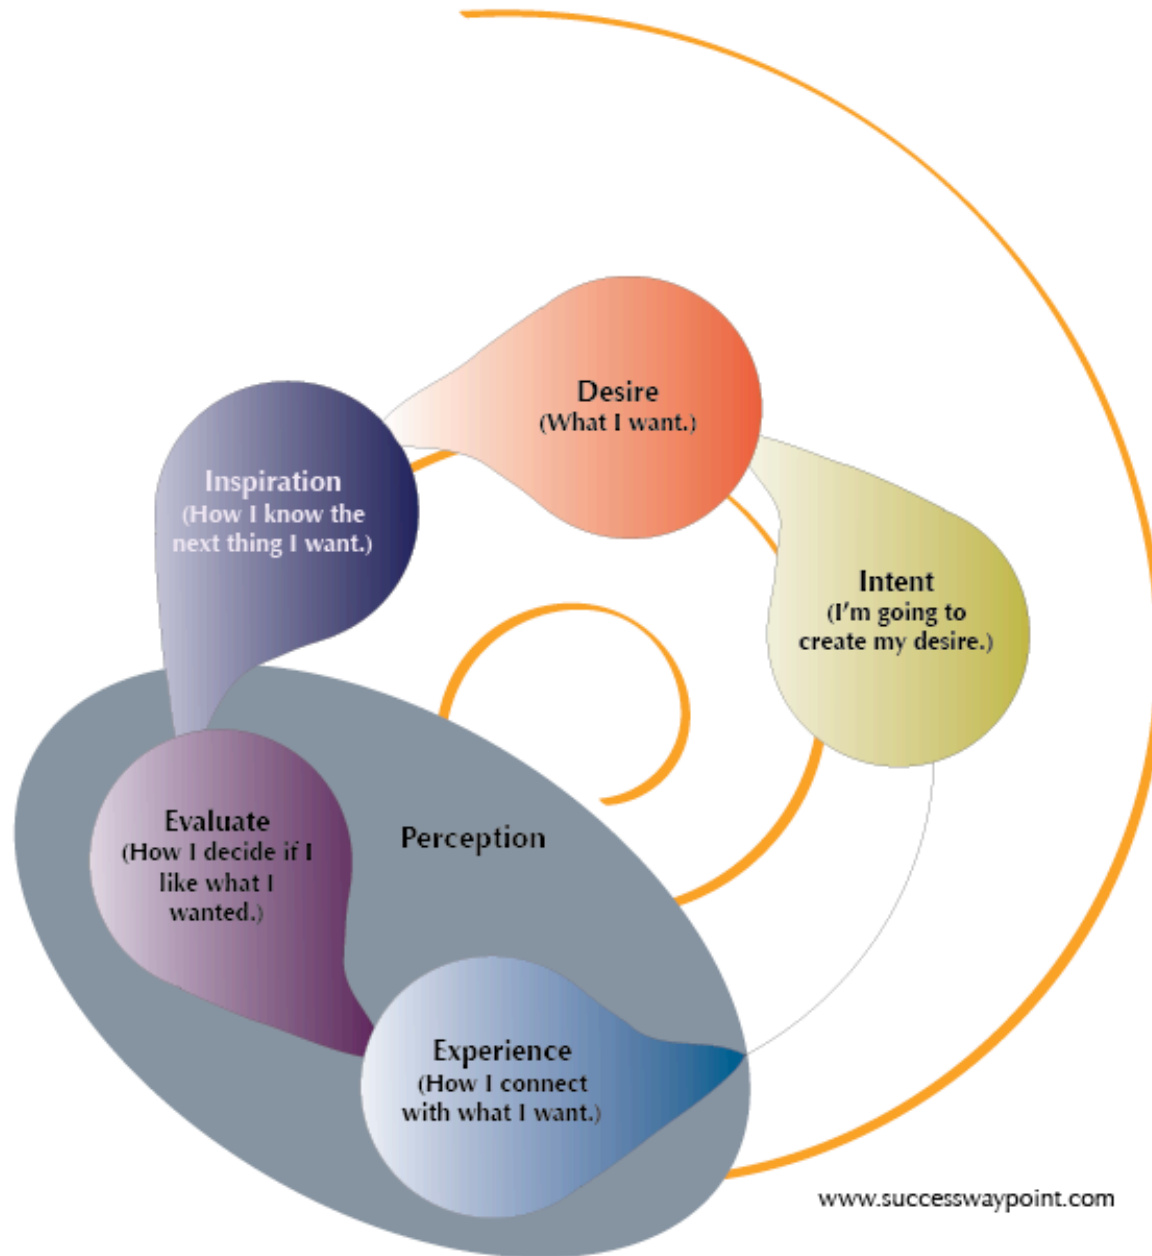 Desire
(What I want.)
Inspiration
(How I know the
next thing I want.)
Intent
(I'm going to
create my desire.)
Evaluate
(How I decide if I
like what I
wanted.)
Perception
Experience
(How I connect
with what I want.)
www.successwaypoint.com